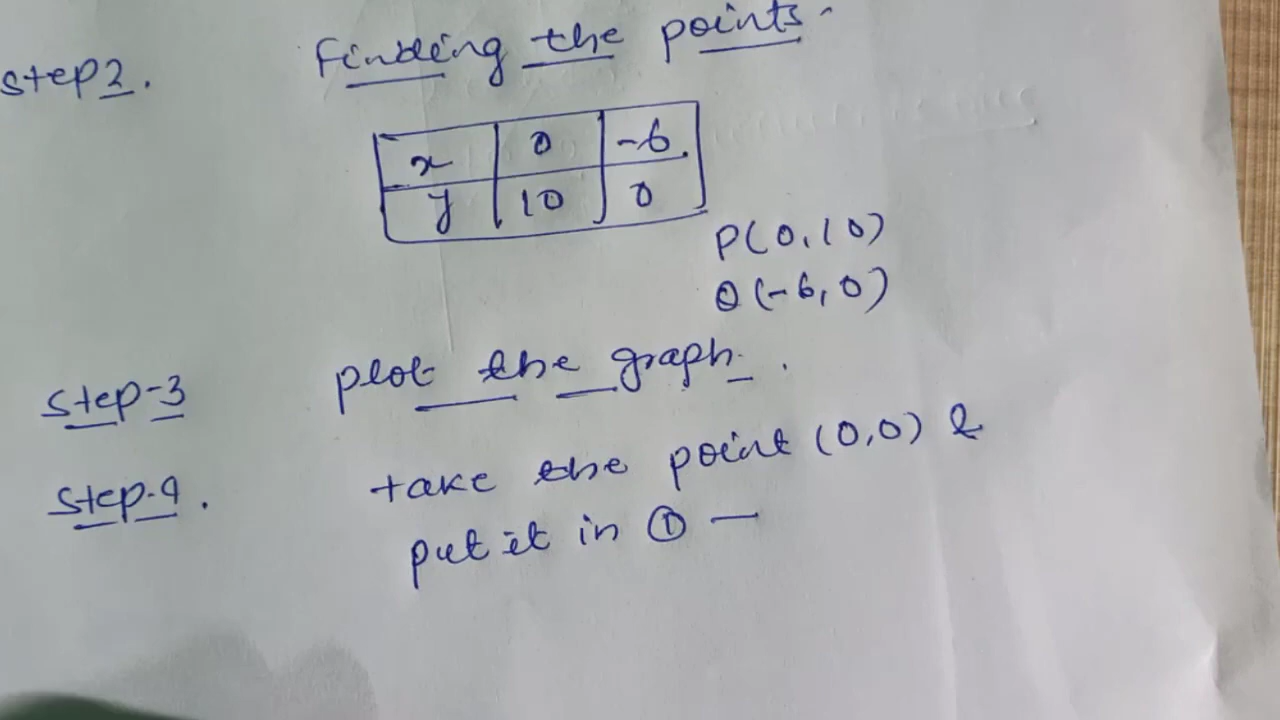 step2. Finding the points.
x 0 -6.
y 10 0
P(0,10)
Q(-6,0)
Step-3 plot the graph.
Step-4. take the point (0,0) &
put it in ① —